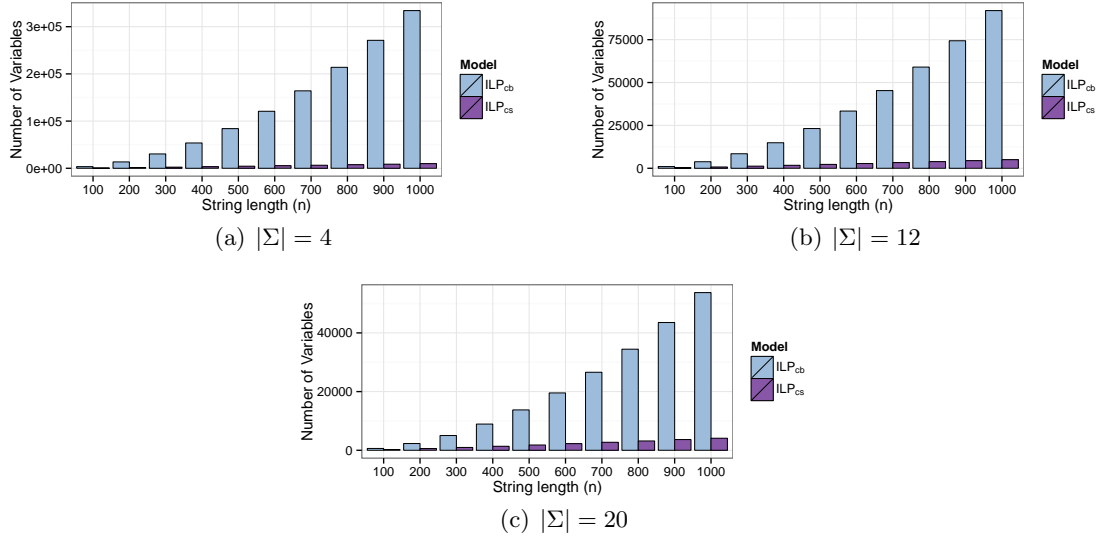 Number of Variables
3e+05
2e+05
1e+05
0e+00
100 200 300 400 500 600 700 800 900 1000
String length (n)
Model
ILPcb
ILPcs
(a) |Σ| = 4
Number of Variables
75000
50000
25000
0
100 200 300 400 500 600 700 800 900 1000
String length (n)
Model
ILPcb
ILPcs
(b) |Σ| = 12
Number of Variables
40000
20000
0
100 200 300 400 500 600 700 800 900 1000
String length (n)
Model
ILPcb
ILPcs
(c) |Σ| = 20